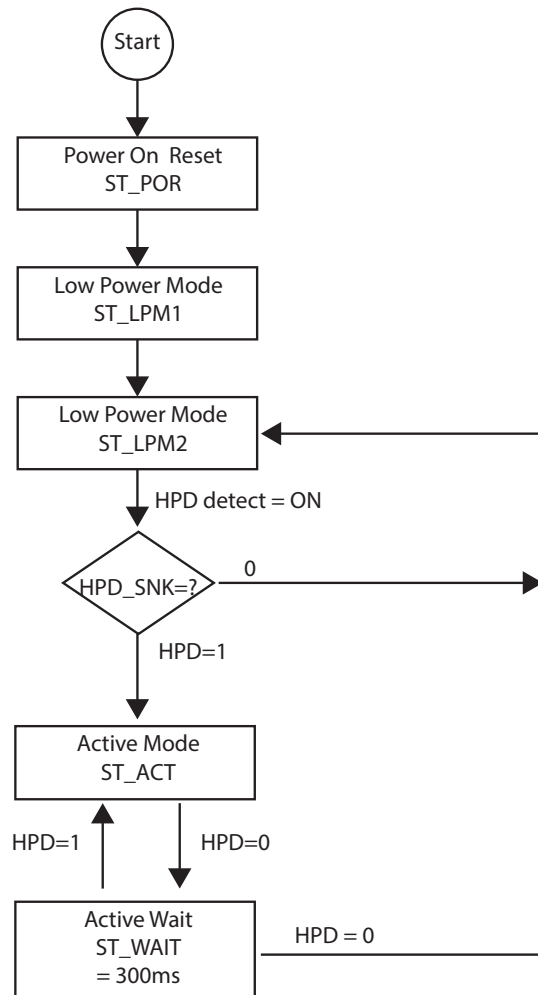 Start
Power On Reset
ST_POR
Low Power Mode
ST_LPM1
Low Power Mode
ST_LPM2
HPD detect = ON
HPD_SNK=?
0
HPD=1
Active Mode
ST_ACT
HPD=1
HPD=0
Active Wait
ST_WAIT
= 300ms
HPD = 0